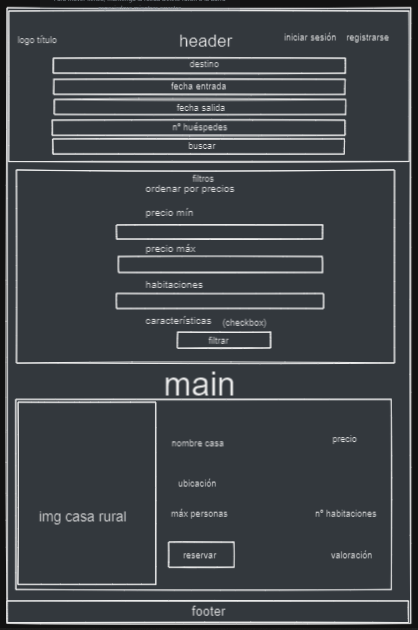 logo título
header
iniciar sesión registrarse
destino
fecha entrada
fecha salida
nº huéspedes
buscar
filtros
ordenar por precios
precio mín
precio máx
habitaciones
características (checkbox)
filtrar
main
img casa rural
nombre casa
precio
ubicación
máx personas
nº habitaciones
reservar
valoración
footer